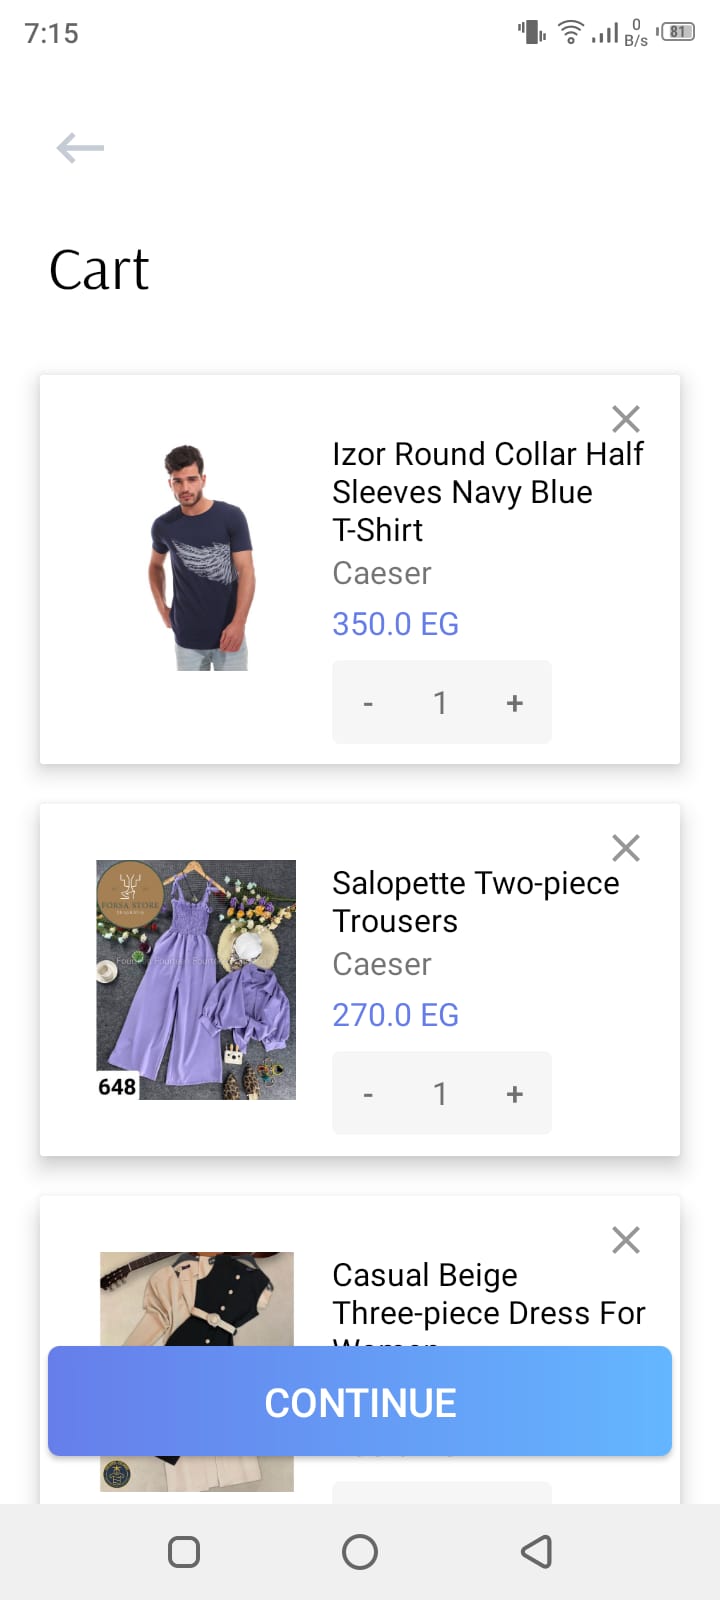 7:15
0
B/s
81
Cart
Izor Round Collar Half
Sleeves Navy Blue
T-Shirt
Caeser
350.0 EG
- 1 +
FORSA STORE
Salopette Two-piece
Trousers
Caeser
270.0 EG
648
- 1 +
Casual Beige
Three-piece Dress For
CONTINUE